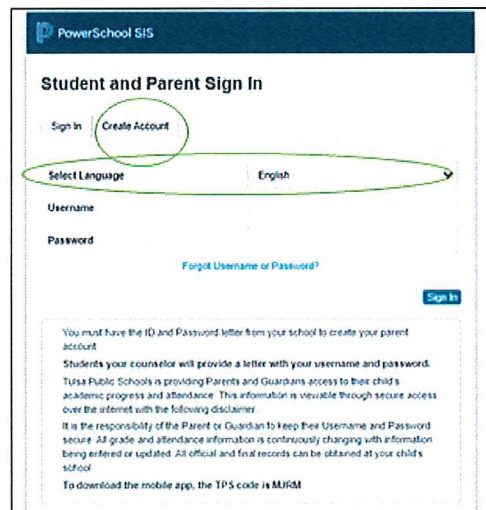 PowerSchool SIS
Student and Parent Sign In
Sign In Create Account
Select Language English
Username
Password
Forgot Username or Password?
Sign In
You must have the ID and Password letter from your school to create your parent
account
Students your counselor will provide a letter with your username and password.
Tulsa Public Schools is providing Parents and Guardians access to their child's
academic progress and attendance. This information is viewable through secure access
over the internet with the following disclaimer
It is the responsibility of the Parent or Guardian to keep their Username and Password
secure. All grade and attendance information is continuously changing with information
being entered or updated. All official and final records can be obtained at your child's
school
To download the mobile app, the TPS code is MJRM